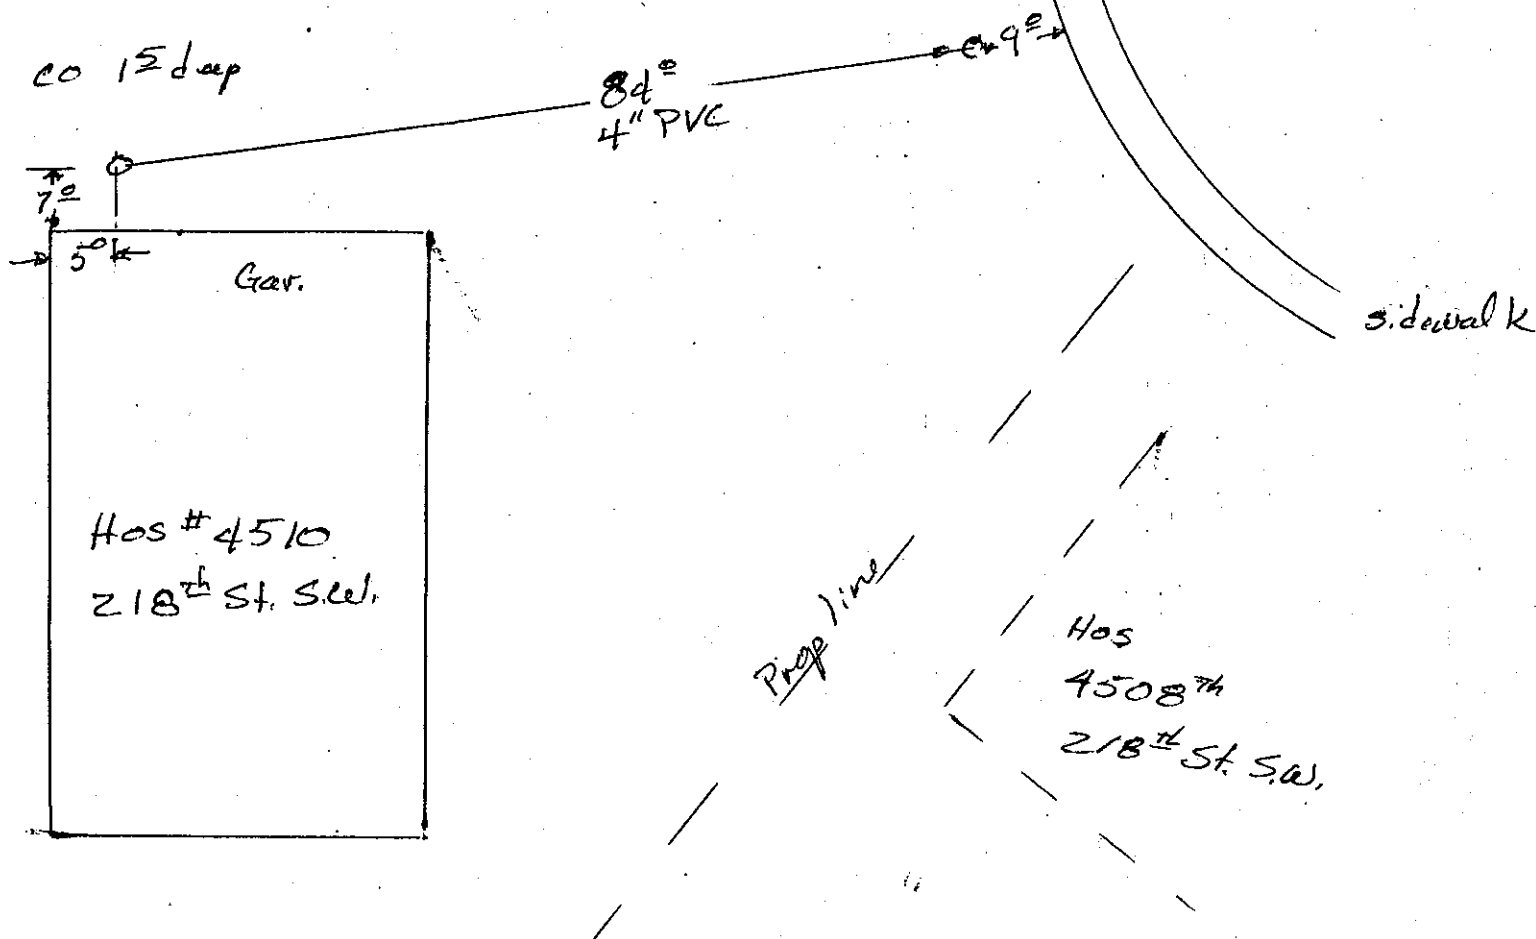 co 1⁵ deep
84⁰
4" PVC
9⁰
7⁰
5⁰
Gar.
sidewalk
Hos # 4510
218th St. S.W.
Prop line
Hos
4508th
218th St. S.W.